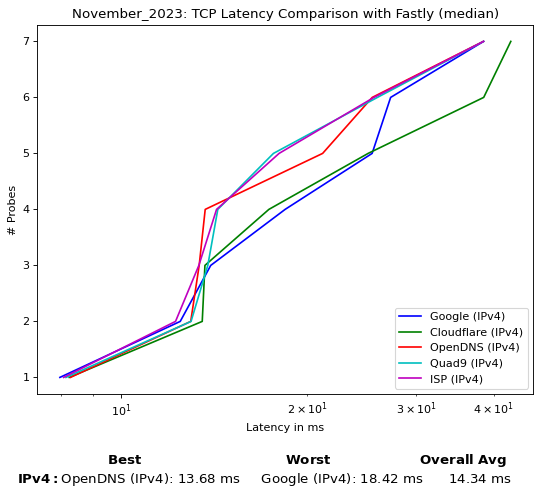 November_2023: TCP Latency Comparison with Fastly (median)
7
6
5
4
3
2
1
# Probes
10¹
2 × 10¹
3 × 10¹
4 × 10¹
Latency in ms
Google (IPv4)
Cloudflare (IPv4)
OpenDNS (IPv4)
Quad9 (IPv4)
ISP (IPv4)
Best Worst Overall Avg
IPv4: OpenDNS (IPv4): 13.68 ms Google (IPv4): 18.42 ms 14.34 ms